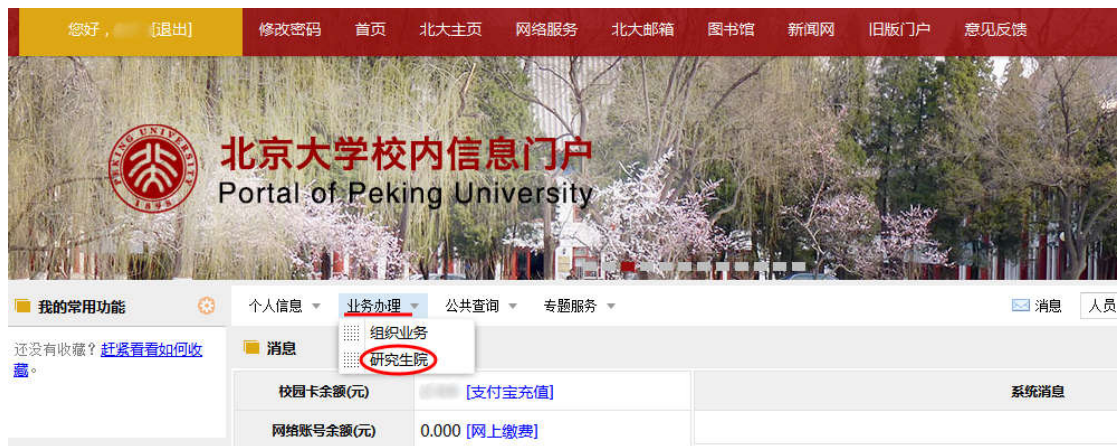 您好， [退出] 修改密码 首页 北大主页 网络服务 北大邮箱 图书馆 新闻网 旧版门户 意见反馈
PEKING UNIVERSITY
1898
北京大学校内信息门户
Portal of Peking University
我的常用功能 个人信息 业务办理 公共查询 专题服务 消息 人员
组织业务
还没有收藏？赶紧看看如何收
藏。
消息
研究生院
校园卡余额(元) [支付宝充值] 系统消息
网络账号余额(元) 0.000 [网上缴费]